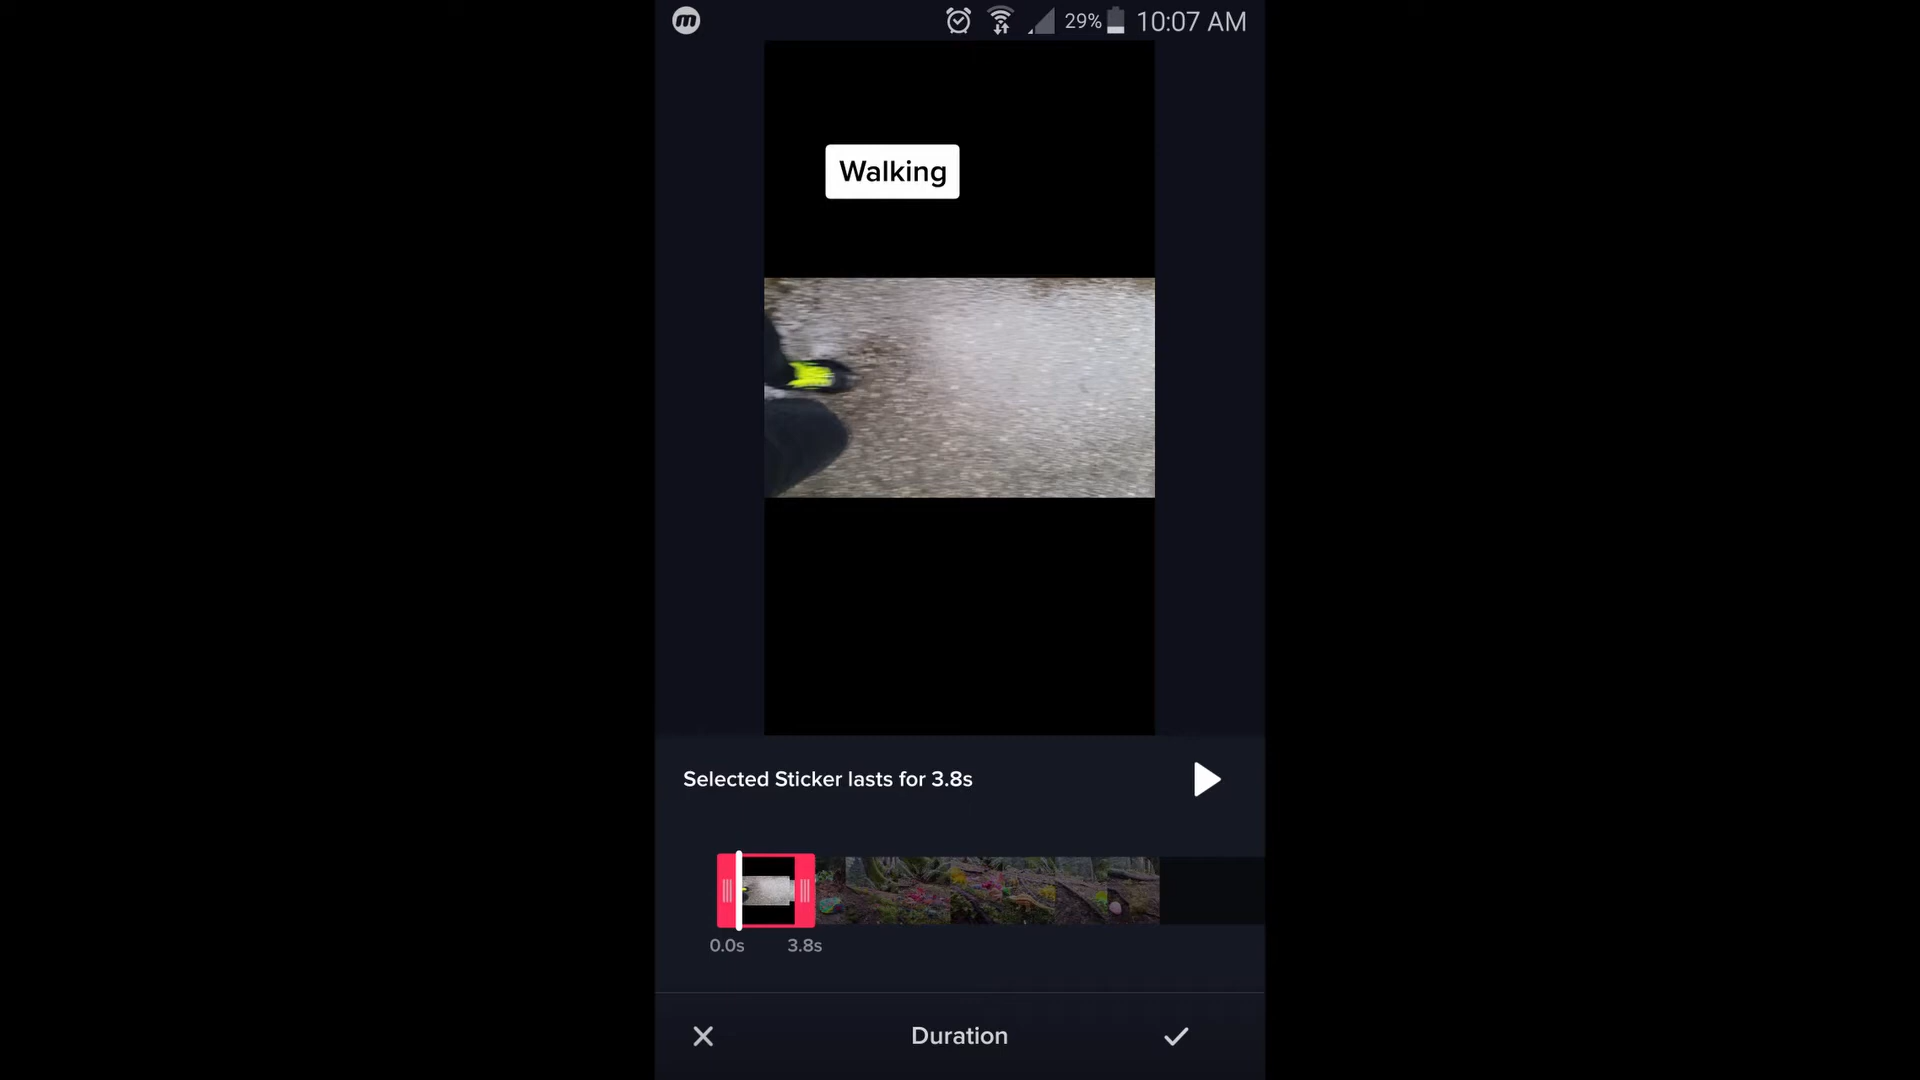 m 29% 10:07 AM
Walking
Selected Sticker lasts for 3.8s
0.0s 3.8s
Duration